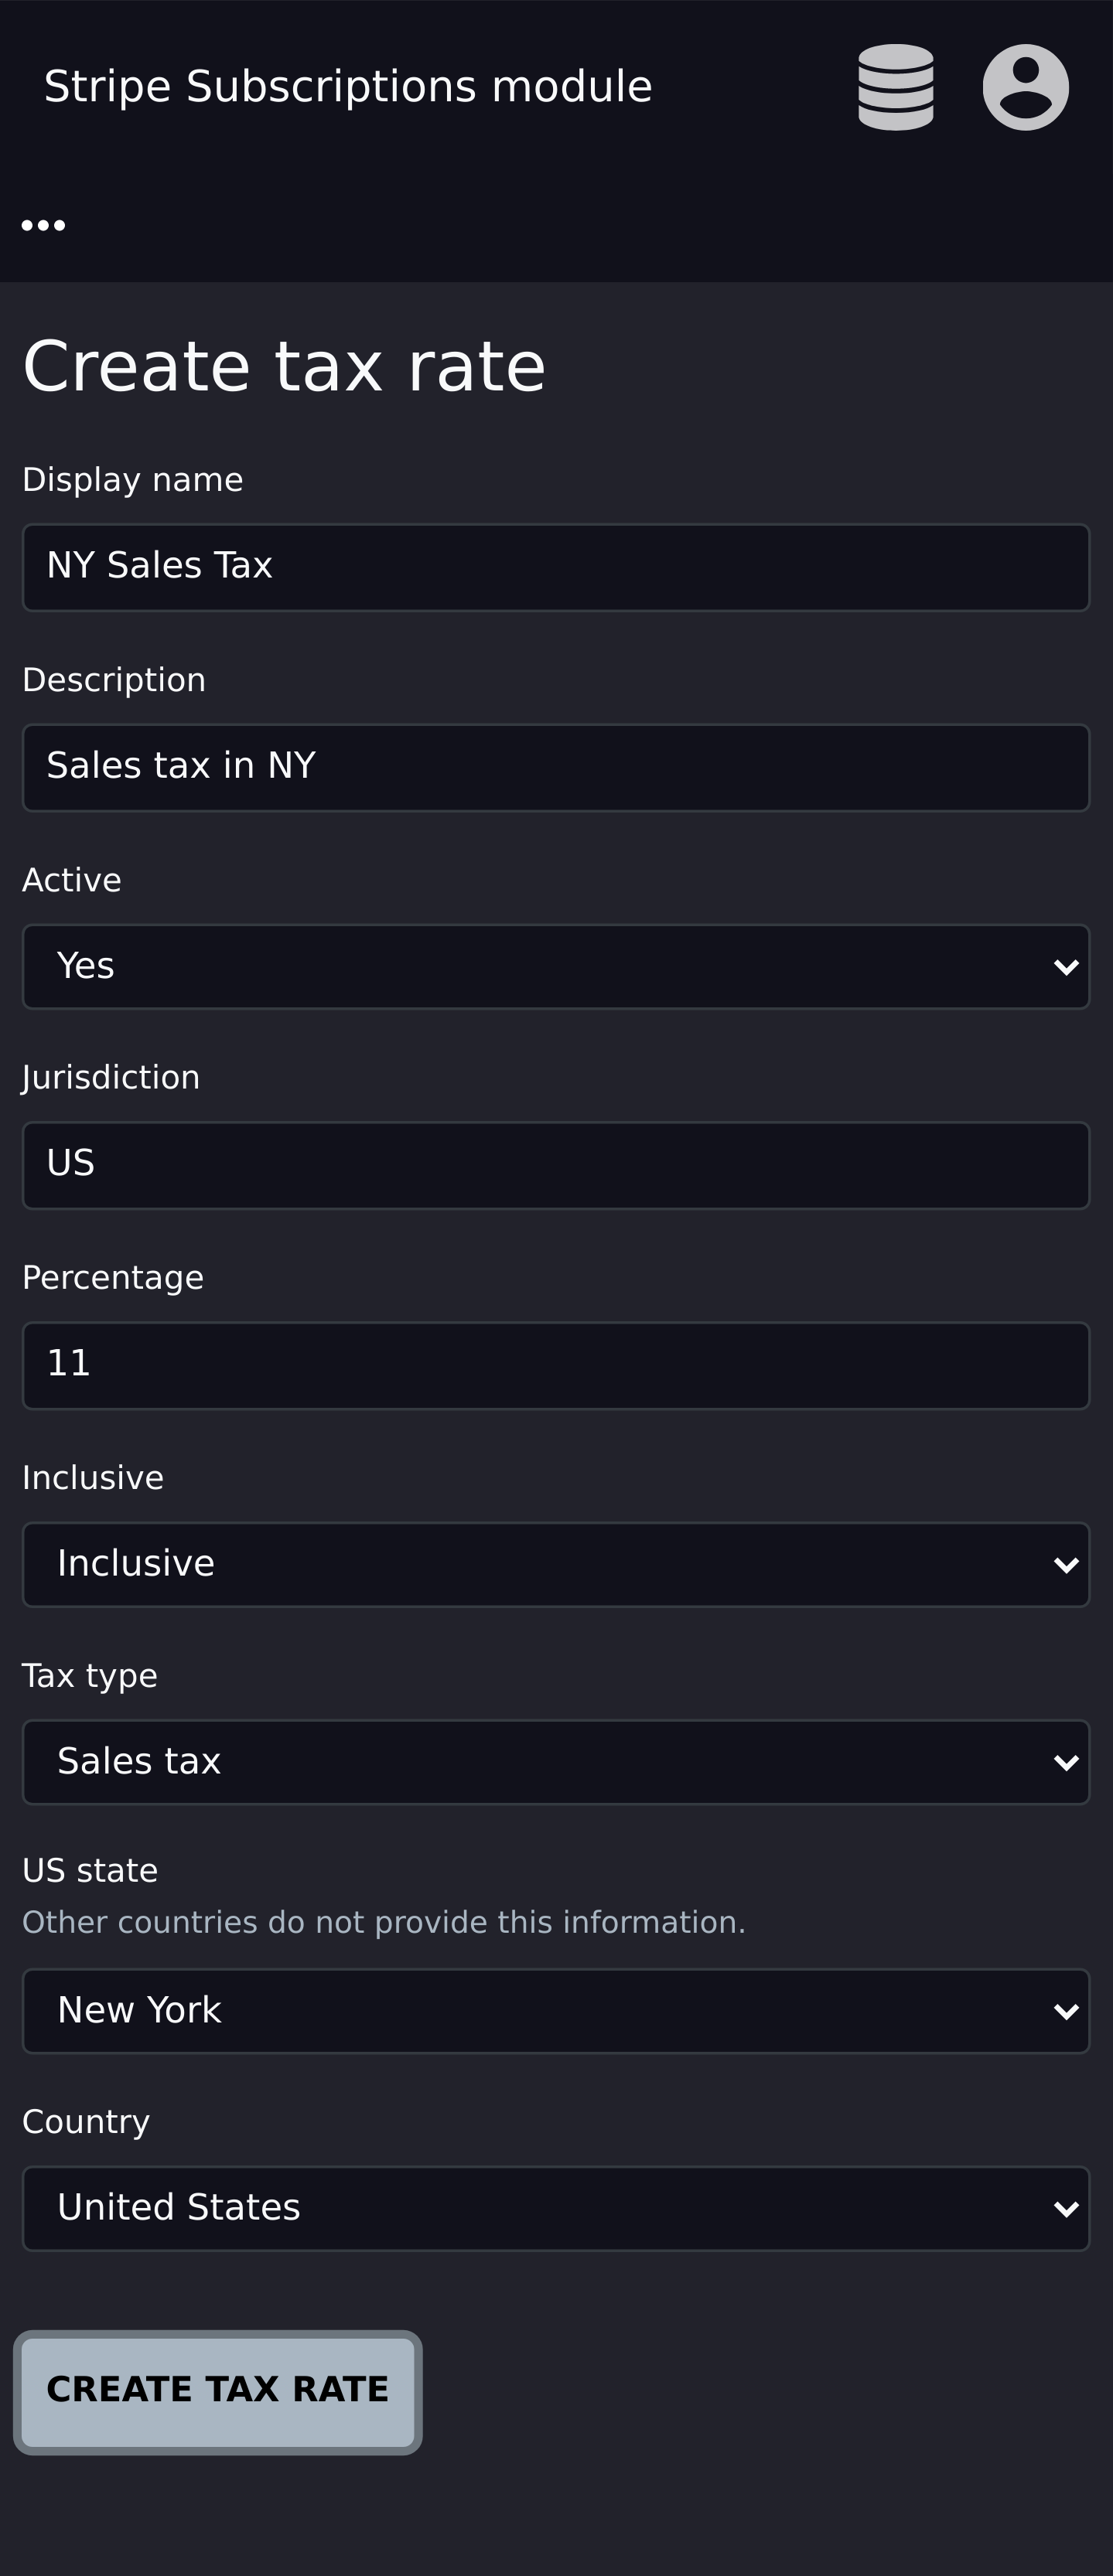 Stripe Subscriptions module
Create tax rate
Display name
NY Sales Tax
Description
Sales tax in NY
Active
Yes
Jurisdiction
US
Percentage
11
Inclusive
Inclusive
Tax type
Sales tax
US state
Other countries do not provide this information.
New York
Country
United States
CREATE TAX RATE